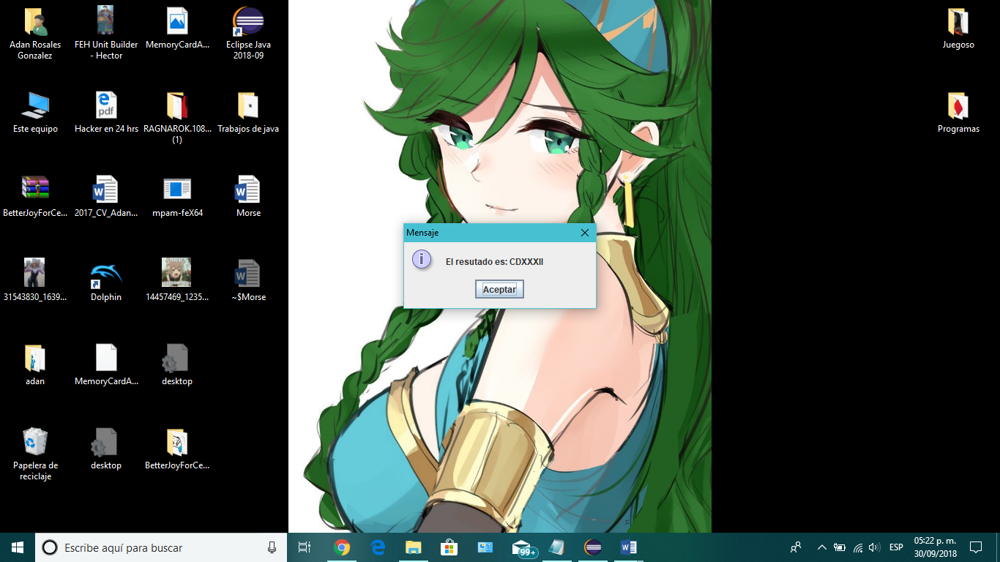 Adan Rosales
Gonzalez
FEH Unit Builder
- Hector
MemoryCardA...
Eclipse Java
2018-09
Juegoso
Este equipo
Hacker en 24 hrs
RAGNAROK.108...
(1)
Trabajos de java
Programas
BetterJoyForCe...
2017_CV_Adan...
mpam-feX64
Morse
Mensaje
El resutado es: CDXXXII
Aceptar
31543830_1639...
Dolphin
14457469_1235...
~$Morse
adan
MemoryCardA...
desktop
Papelera de
reciclaje
desktop
BetterJoyForCe...
Escribe aquí para buscar
99+
ESP
05:22 p. m.
30/09/2018